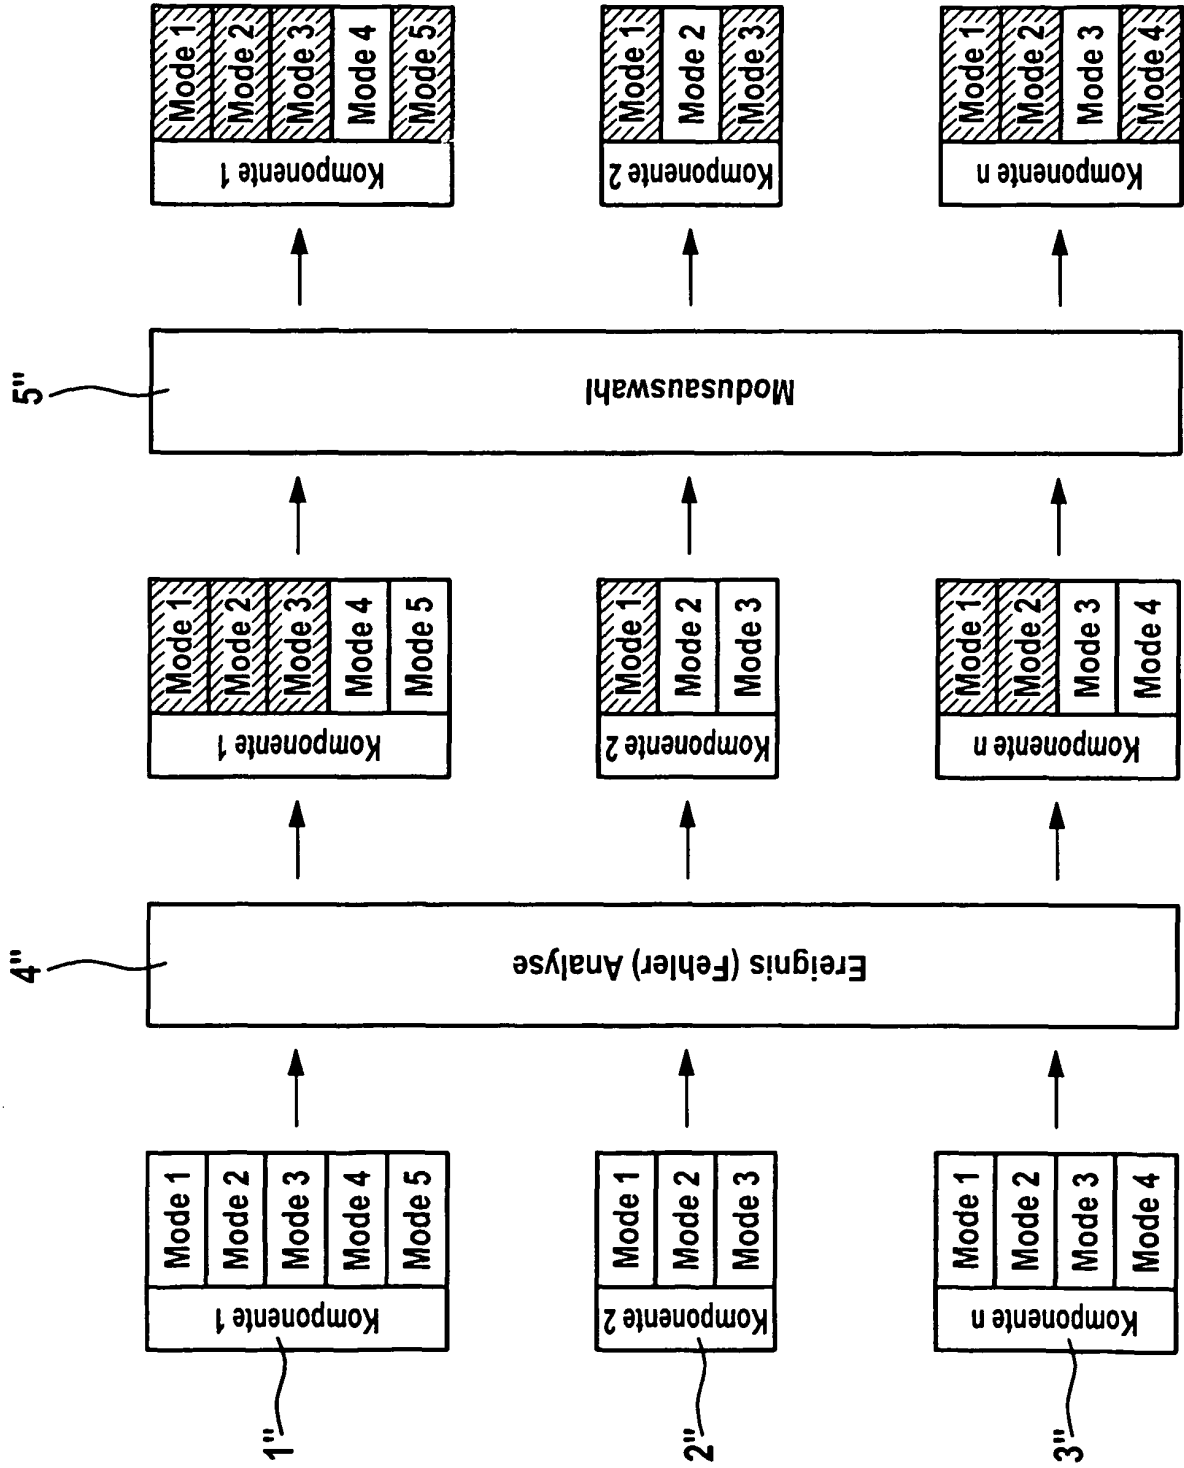 1"
Komponente 1
Mode 1
Mode 2
Mode 3
Mode 4
Mode 5
2"
Komponente 2
Mode 1
Mode 2
Mode 3
3"
Komponente n
Mode 1
Mode 2
Mode 3
Mode 4
4"
Ereignis (Fehler) Analyse
Komponente 1
Mode 1
Mode 2
Mode 3
Mode 4
Mode 5
Komponente 2
Mode 1
Mode 2
Mode 3
Komponente n
Mode 1
Mode 2
Mode 3
Mode 4
5"
Modusauswahl
Komponente 1
Mode 1
Mode 2
Mode 3
Mode 4
Mode 5
Komponente 2
Mode 1
Mode 2
Mode 3
Komponente n
Mode 1
Mode 2
Mode 3
Mode 4